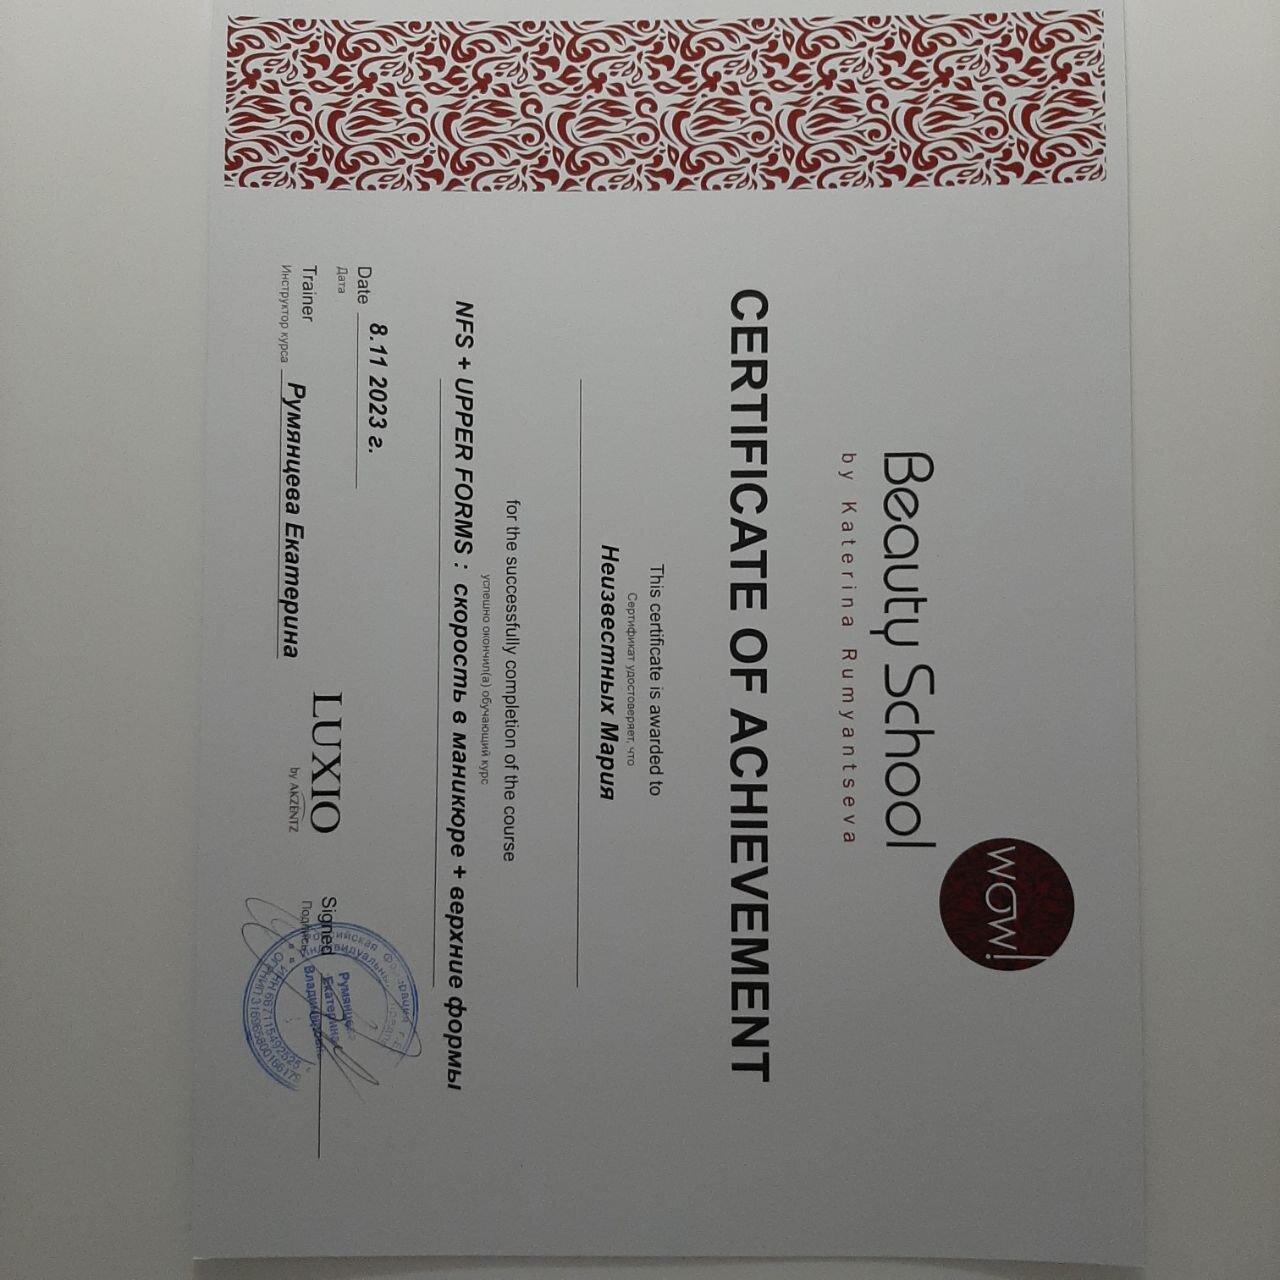 WOW!
Beauty School
by Katerina Rumyantseva
CERTIFICATE OF ACHIEVEMENT
This certificate is awarded to
Сертификат удостоверяет, что
Неизвестных Мария
for the successfully completion of the course
успешно окончил(а) обучающий курс
NFS + UPPER FORMS : скорость в маникюре + верхние формы
Date 8.11 2023 г.
Дата
Trainer
Инструктор курса Румянцева Екатерина
LUXIO
by AKZÉNTZ
Signed
Подпись
Румянцева
Екатерина